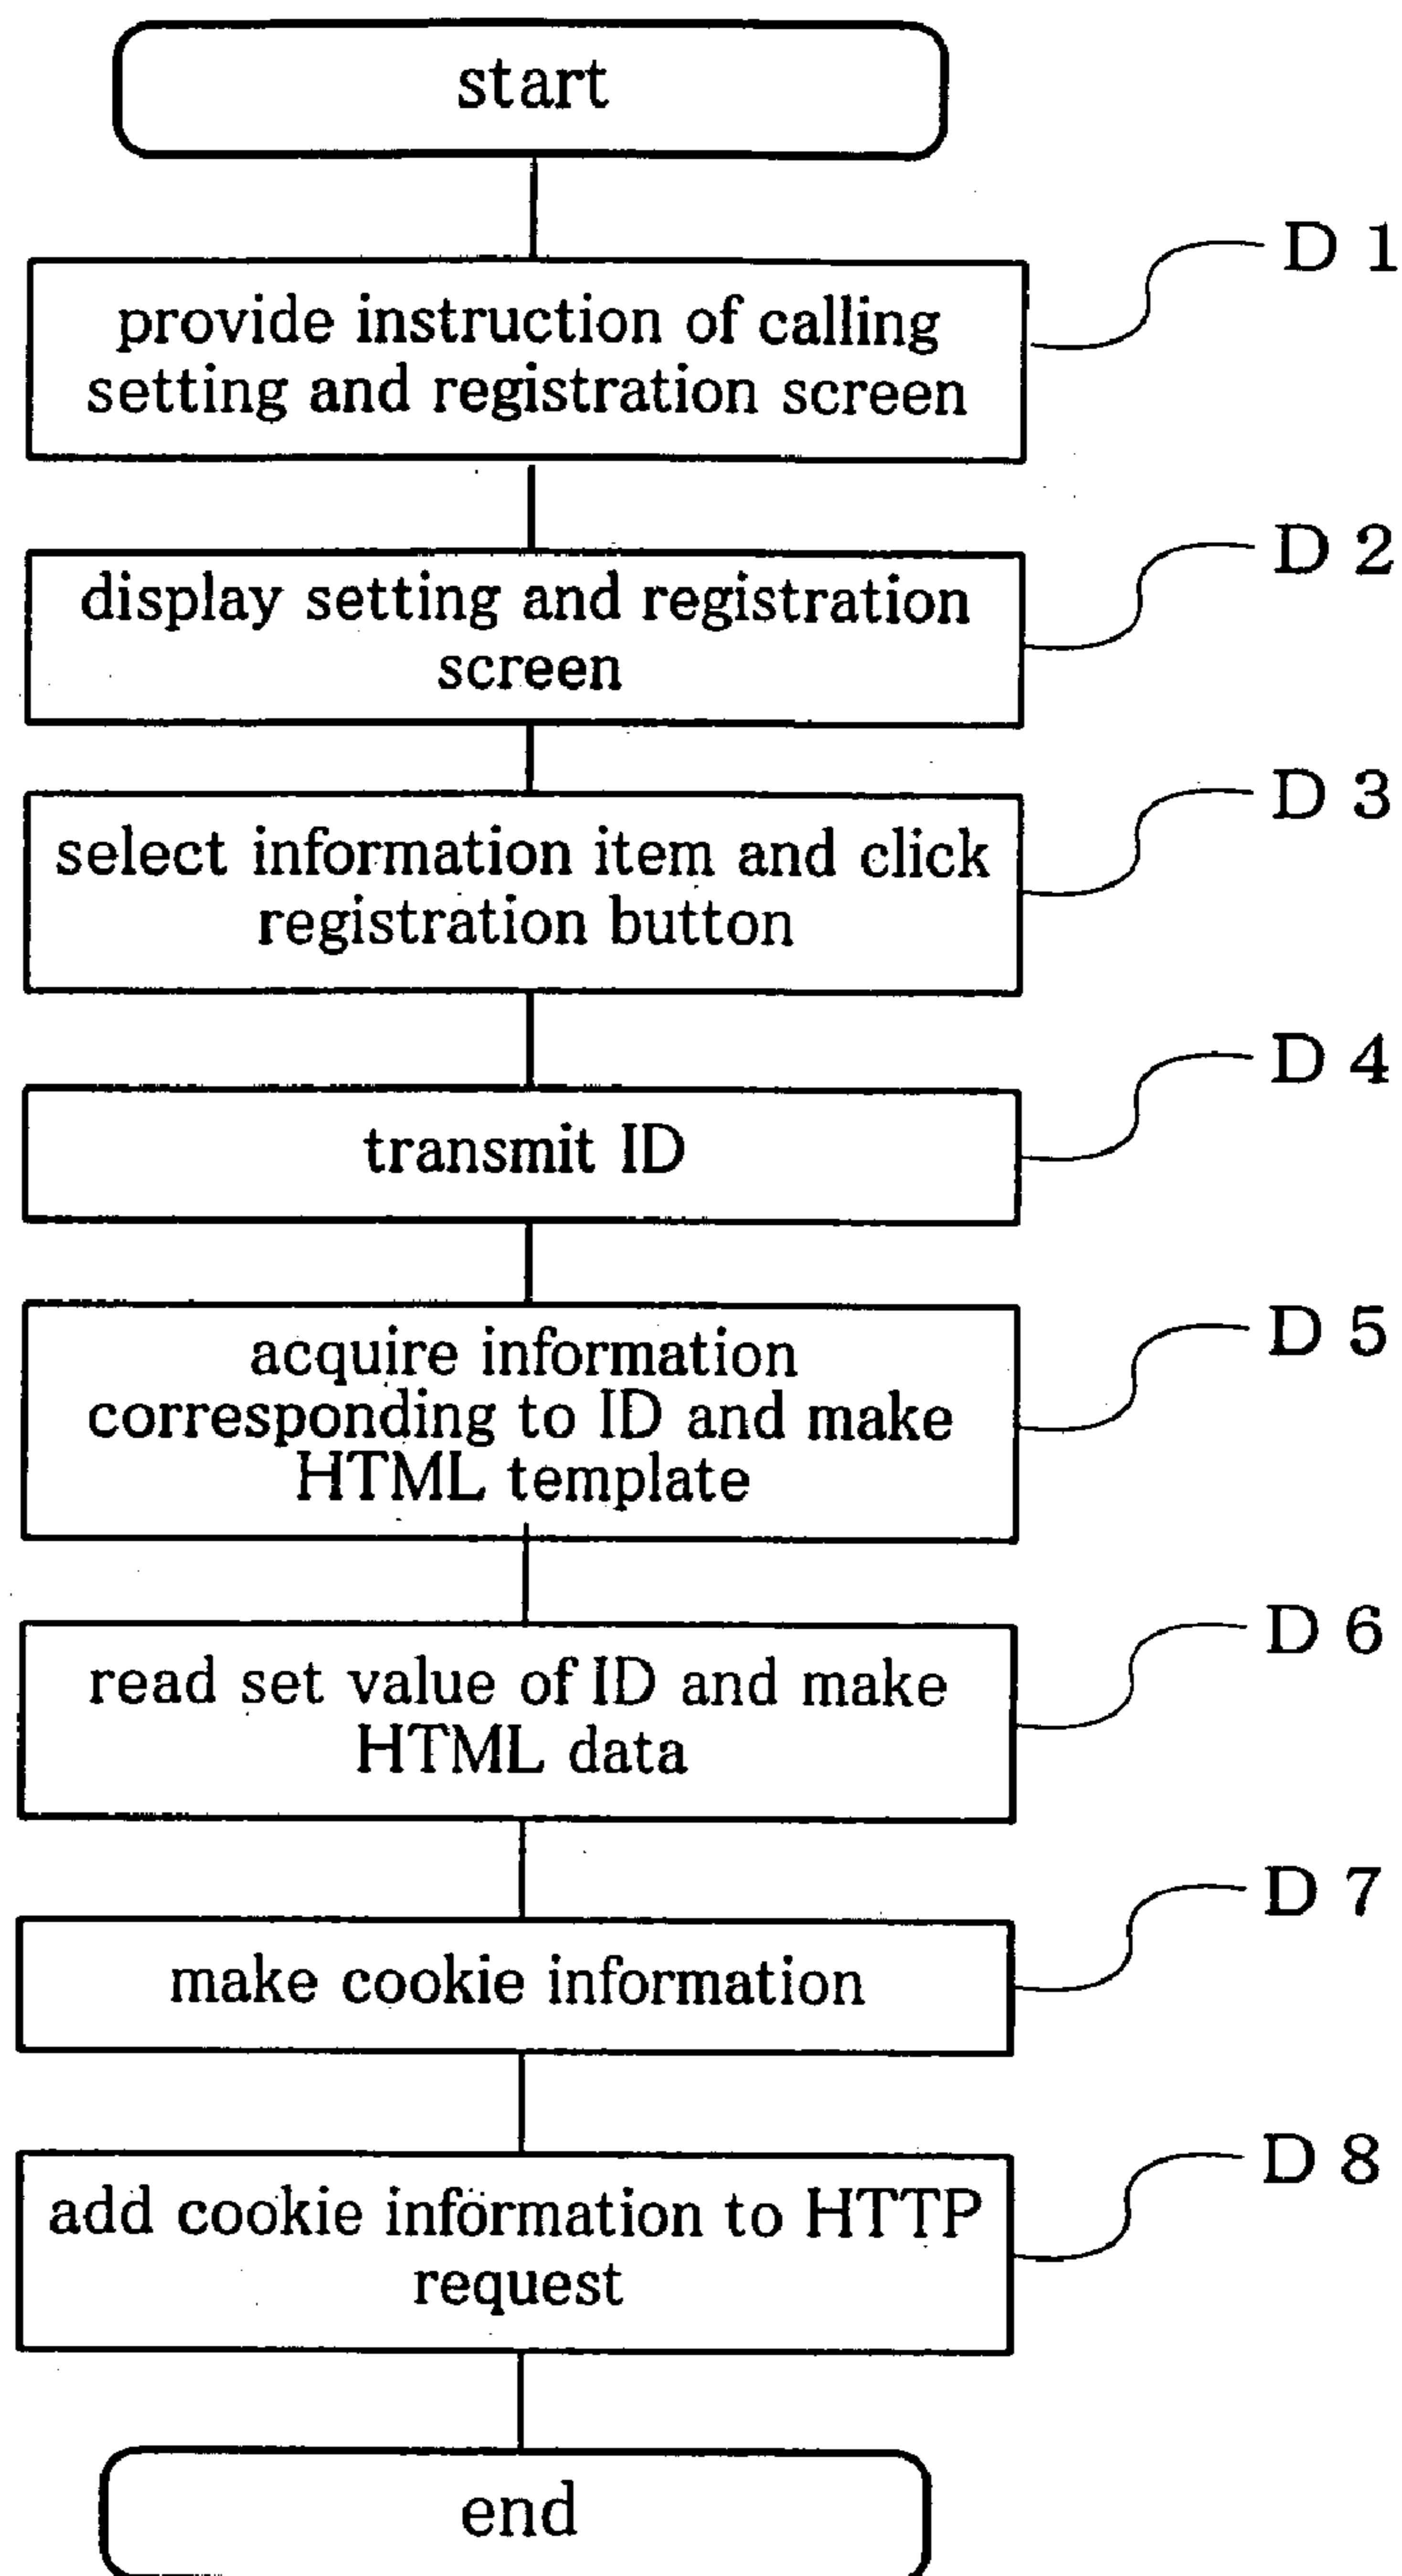 start
D 1
provide instruction of calling
setting and registration screen
D 2
display setting and registration
screen
D 3
select information item and click
registration button
D 4
transmit ID
D 5
acquire information
corresponding to ID and make
HTML template
D 6
read set value of ID and make
HTML data
D 7
make cookie information
D 8
add cookie information to HTTP
request
end